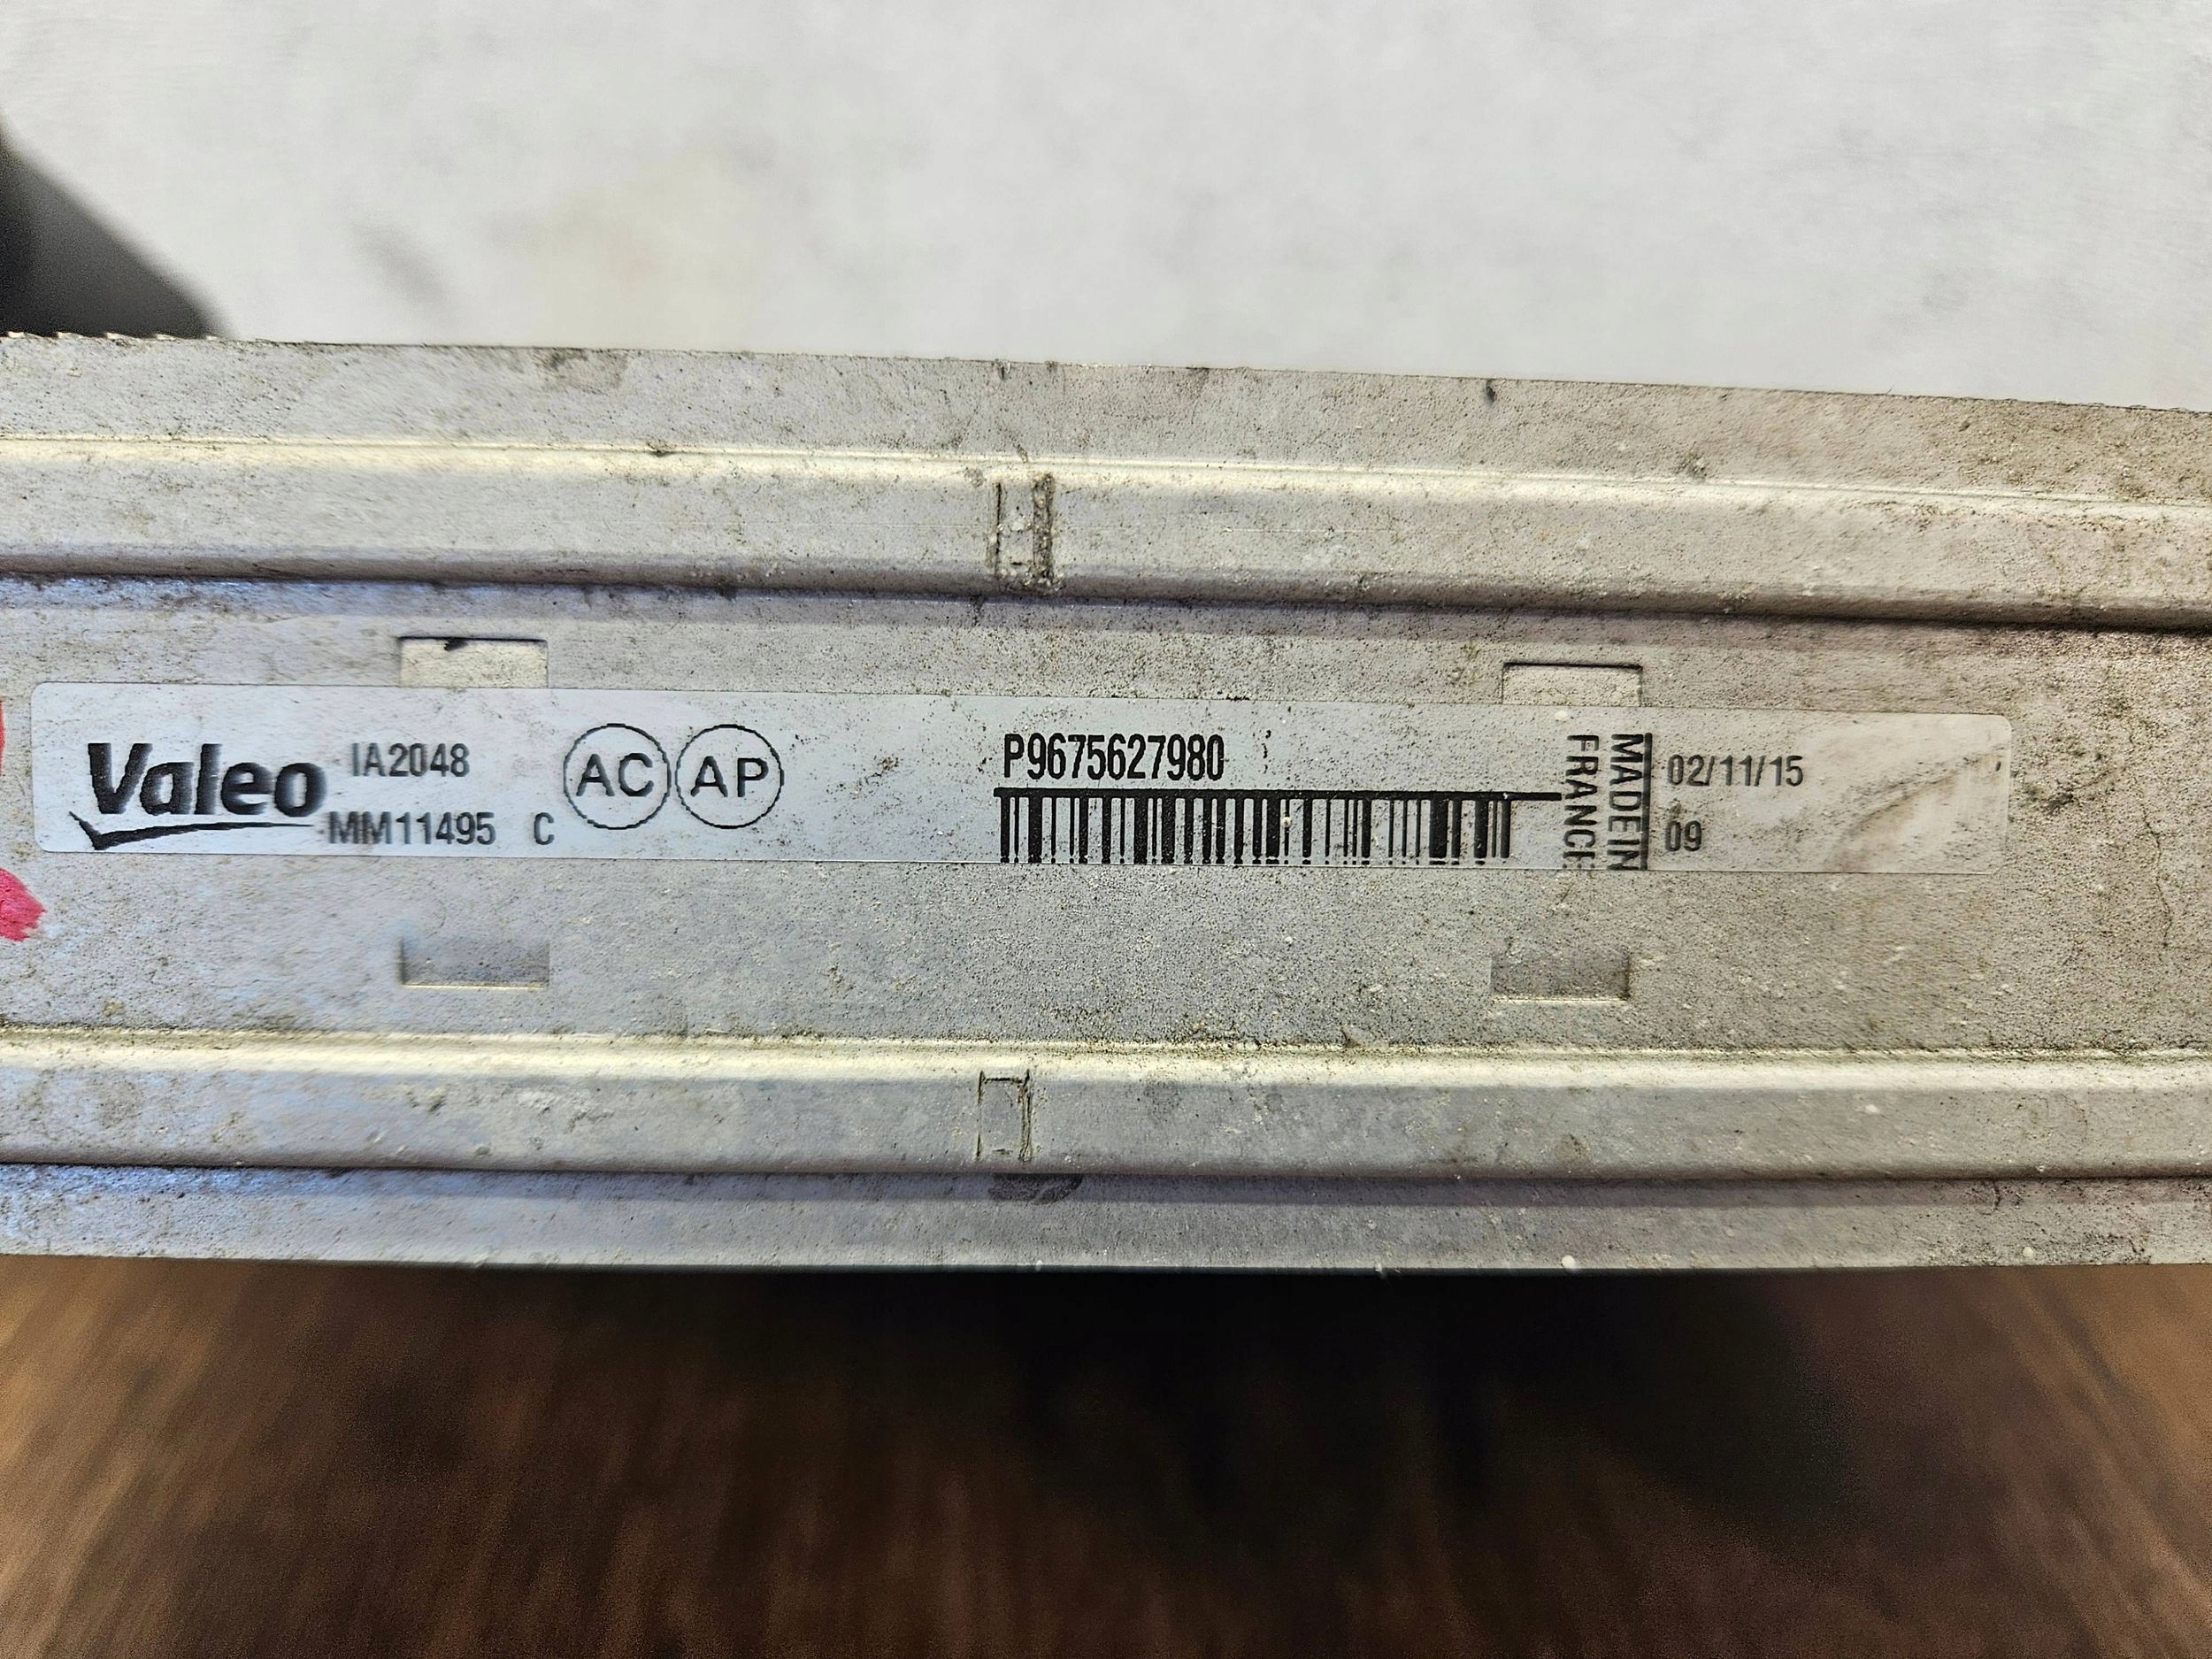 Valeo
IA2048
MM11495 C
AC AP
P9675627980
MADE IN
FRANCE
02/11/15
09